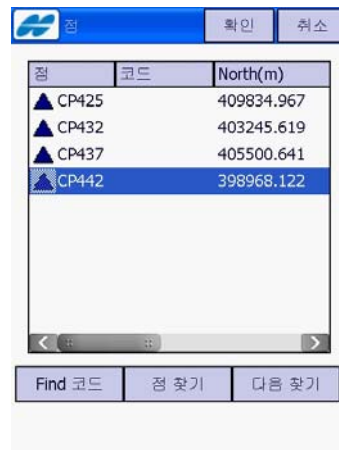 점 확인 취소
점 코드 North(m)
CP425 409834.967
CP432 403245.619
CP437 405500.641
CP442 398968.122
Find 코드 점 찾기 다음 찾기